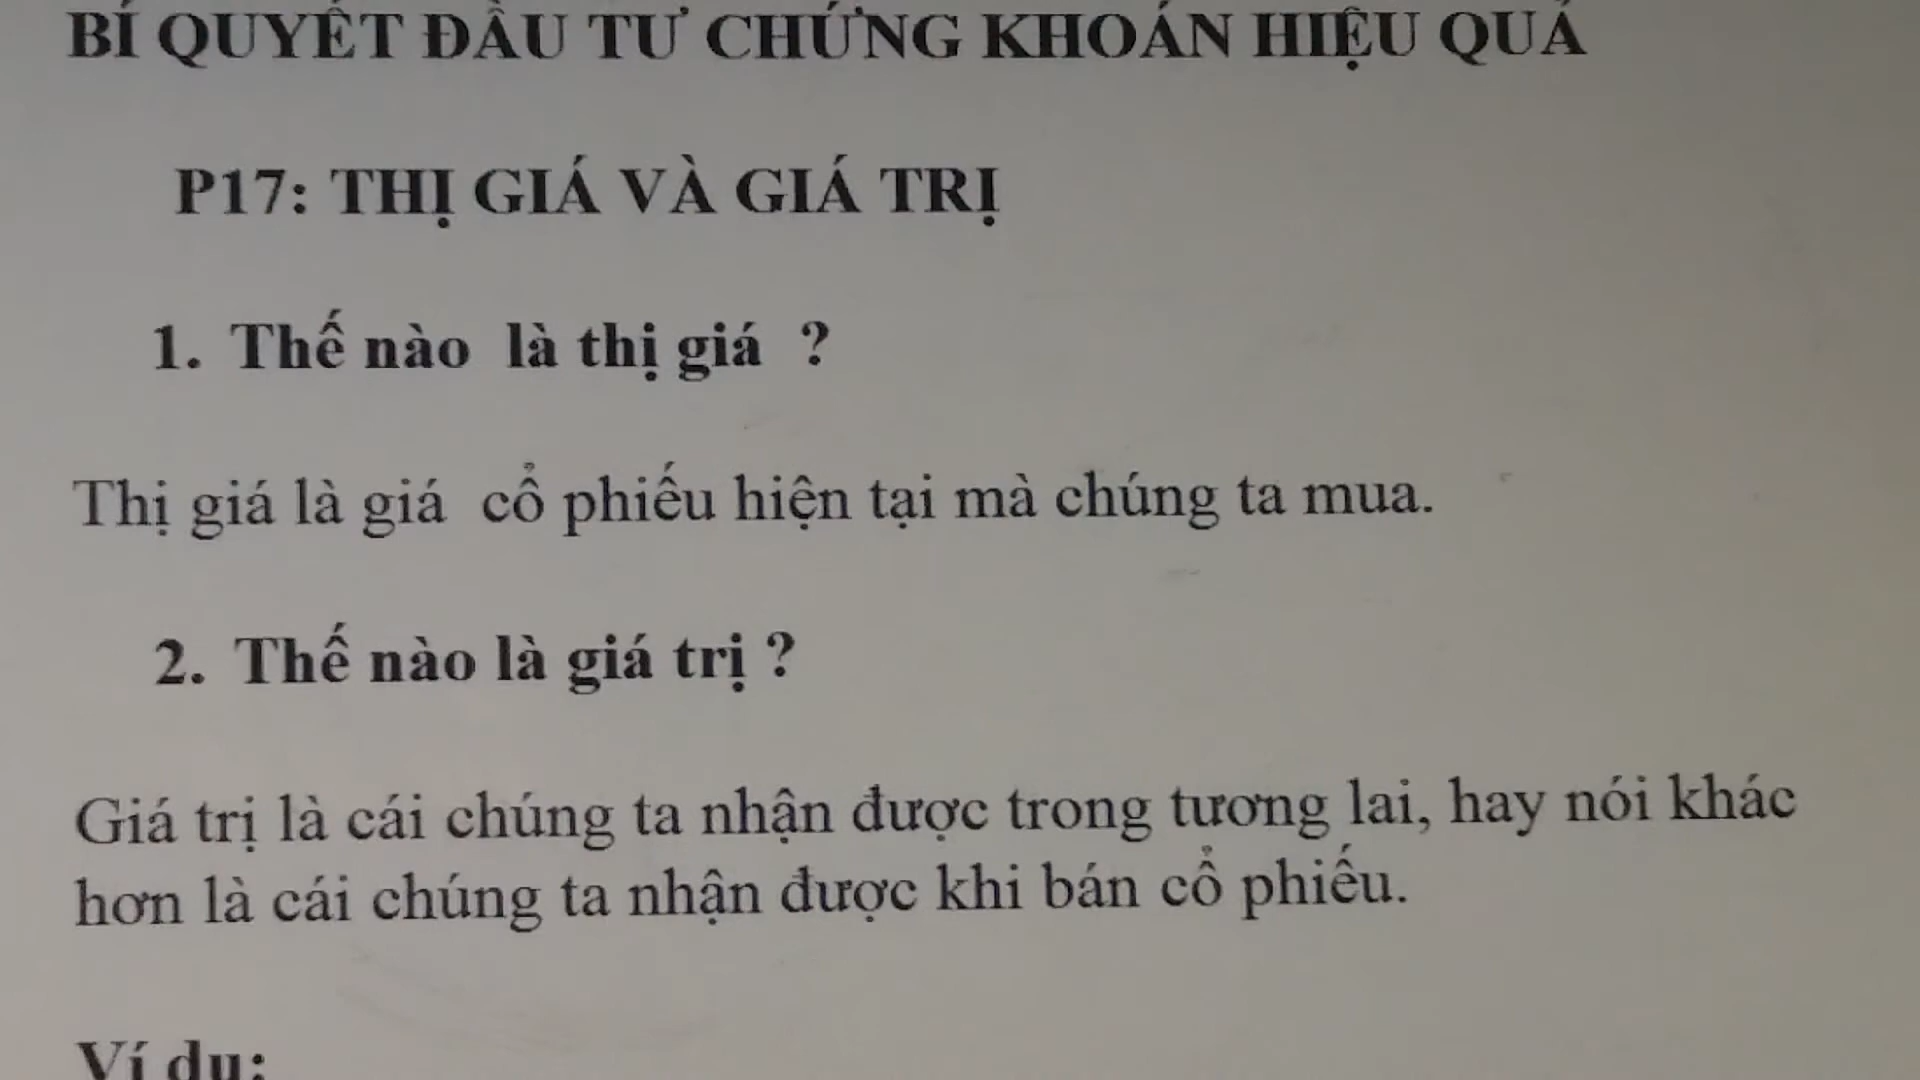 BÍ QUYẾT ĐẦU TƯ CHỨNG KHOÁN HIỆU QUẢ
P17: THỊ GIÁ VÀ GIÁ TRỊ
1. Thế nào là thị giá ?
Thị giá là giá cổ phiếu hiện tại mà chúng ta mua.
2. Thế nào là giá trị ?
Giá trị là cái chúng ta nhận được trong tương lai, hay nói khác
hơn là cái chúng ta nhận được khi bán cổ phiếu.
Ví dụ: